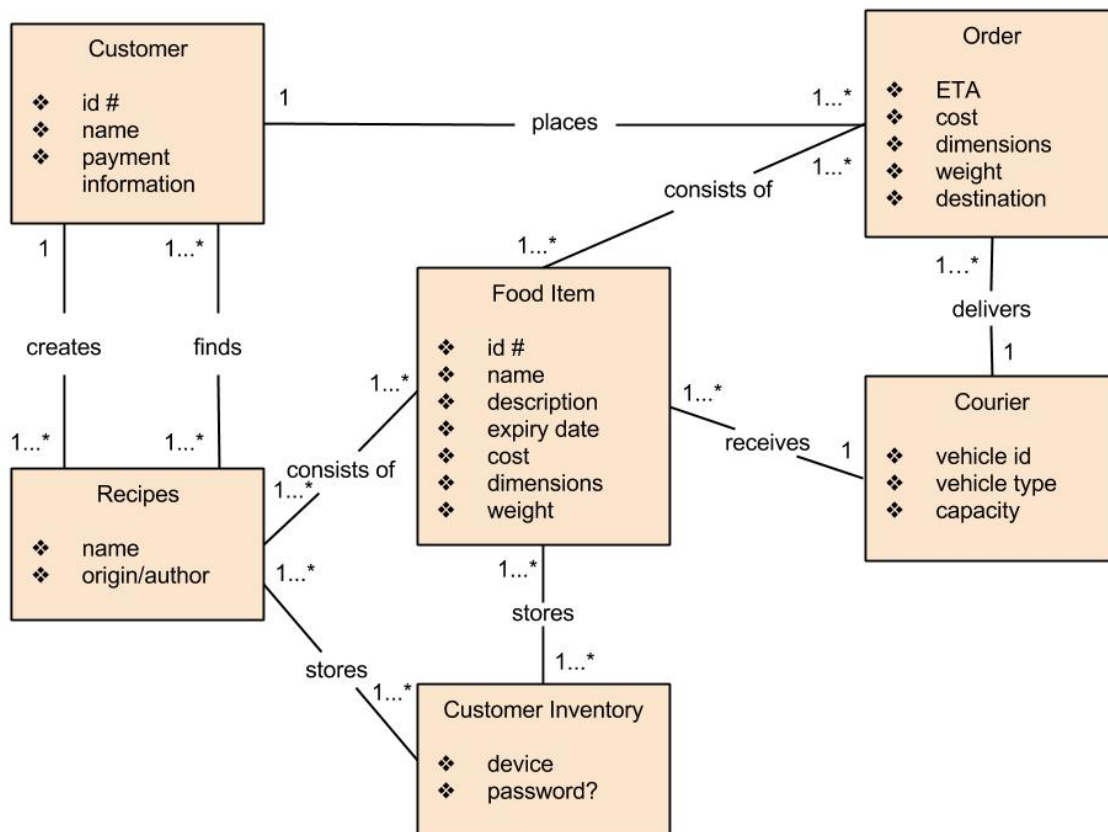 Customer
❖ id #
❖ name
❖ payment
information
Order
❖ ETA
❖ cost
❖ dimensions
❖ weight
❖ destination
1
places
1...*
consists of
1...*
1...*
1
1...*
creates
finds
1...*
1...*
Food Item
❖ id #
❖ name
❖ description
❖ expiry date
❖ cost
❖ dimensions
❖ weight
1...*
delivers
1
Courier
❖ vehicle id
❖ vehicle type
❖ capacity
1...*
receives
1
1...*
consists of
1...*
Recipes
❖ name
❖ origin/author
1...*
stores
1...*
1...*
stores
1...*
Customer Inventory
❖ device
❖ password?